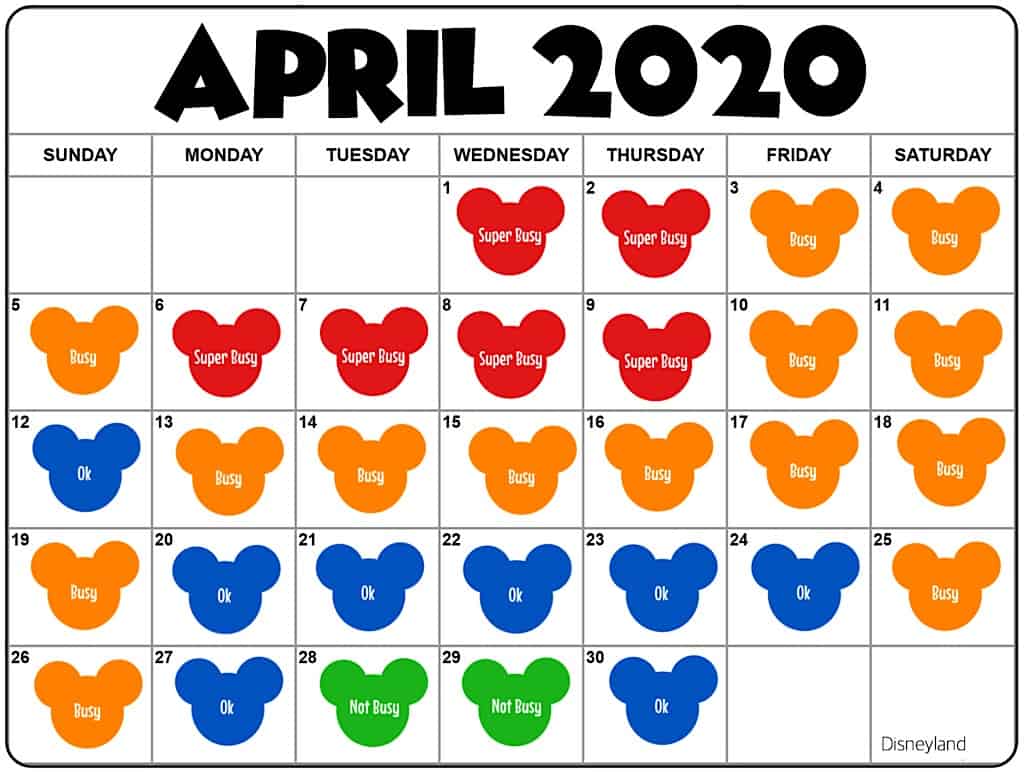 APRIL 2020
SUNDAY MONDAY TUESDAY WEDNESDAY THURSDAY FRIDAY SATURDAY
1 Super Busy 2 Super Busy 3 Busy 4 Busy
5 Busy 6 Super Busy 7 Super Busy 8 Super Busy 9 Super Busy 10 Busy 11 Busy
12 Ok 13 Busy 14 Busy 15 Busy 16 Busy 17 Busy 18 Busy
19 Busy 20 Ok 21 Ok 22 Ok 23 Ok 24 Ok 25 Busy
26 Busy 27 Ok 28 Not Busy 29 Not Busy 30 Ok
Disneyland